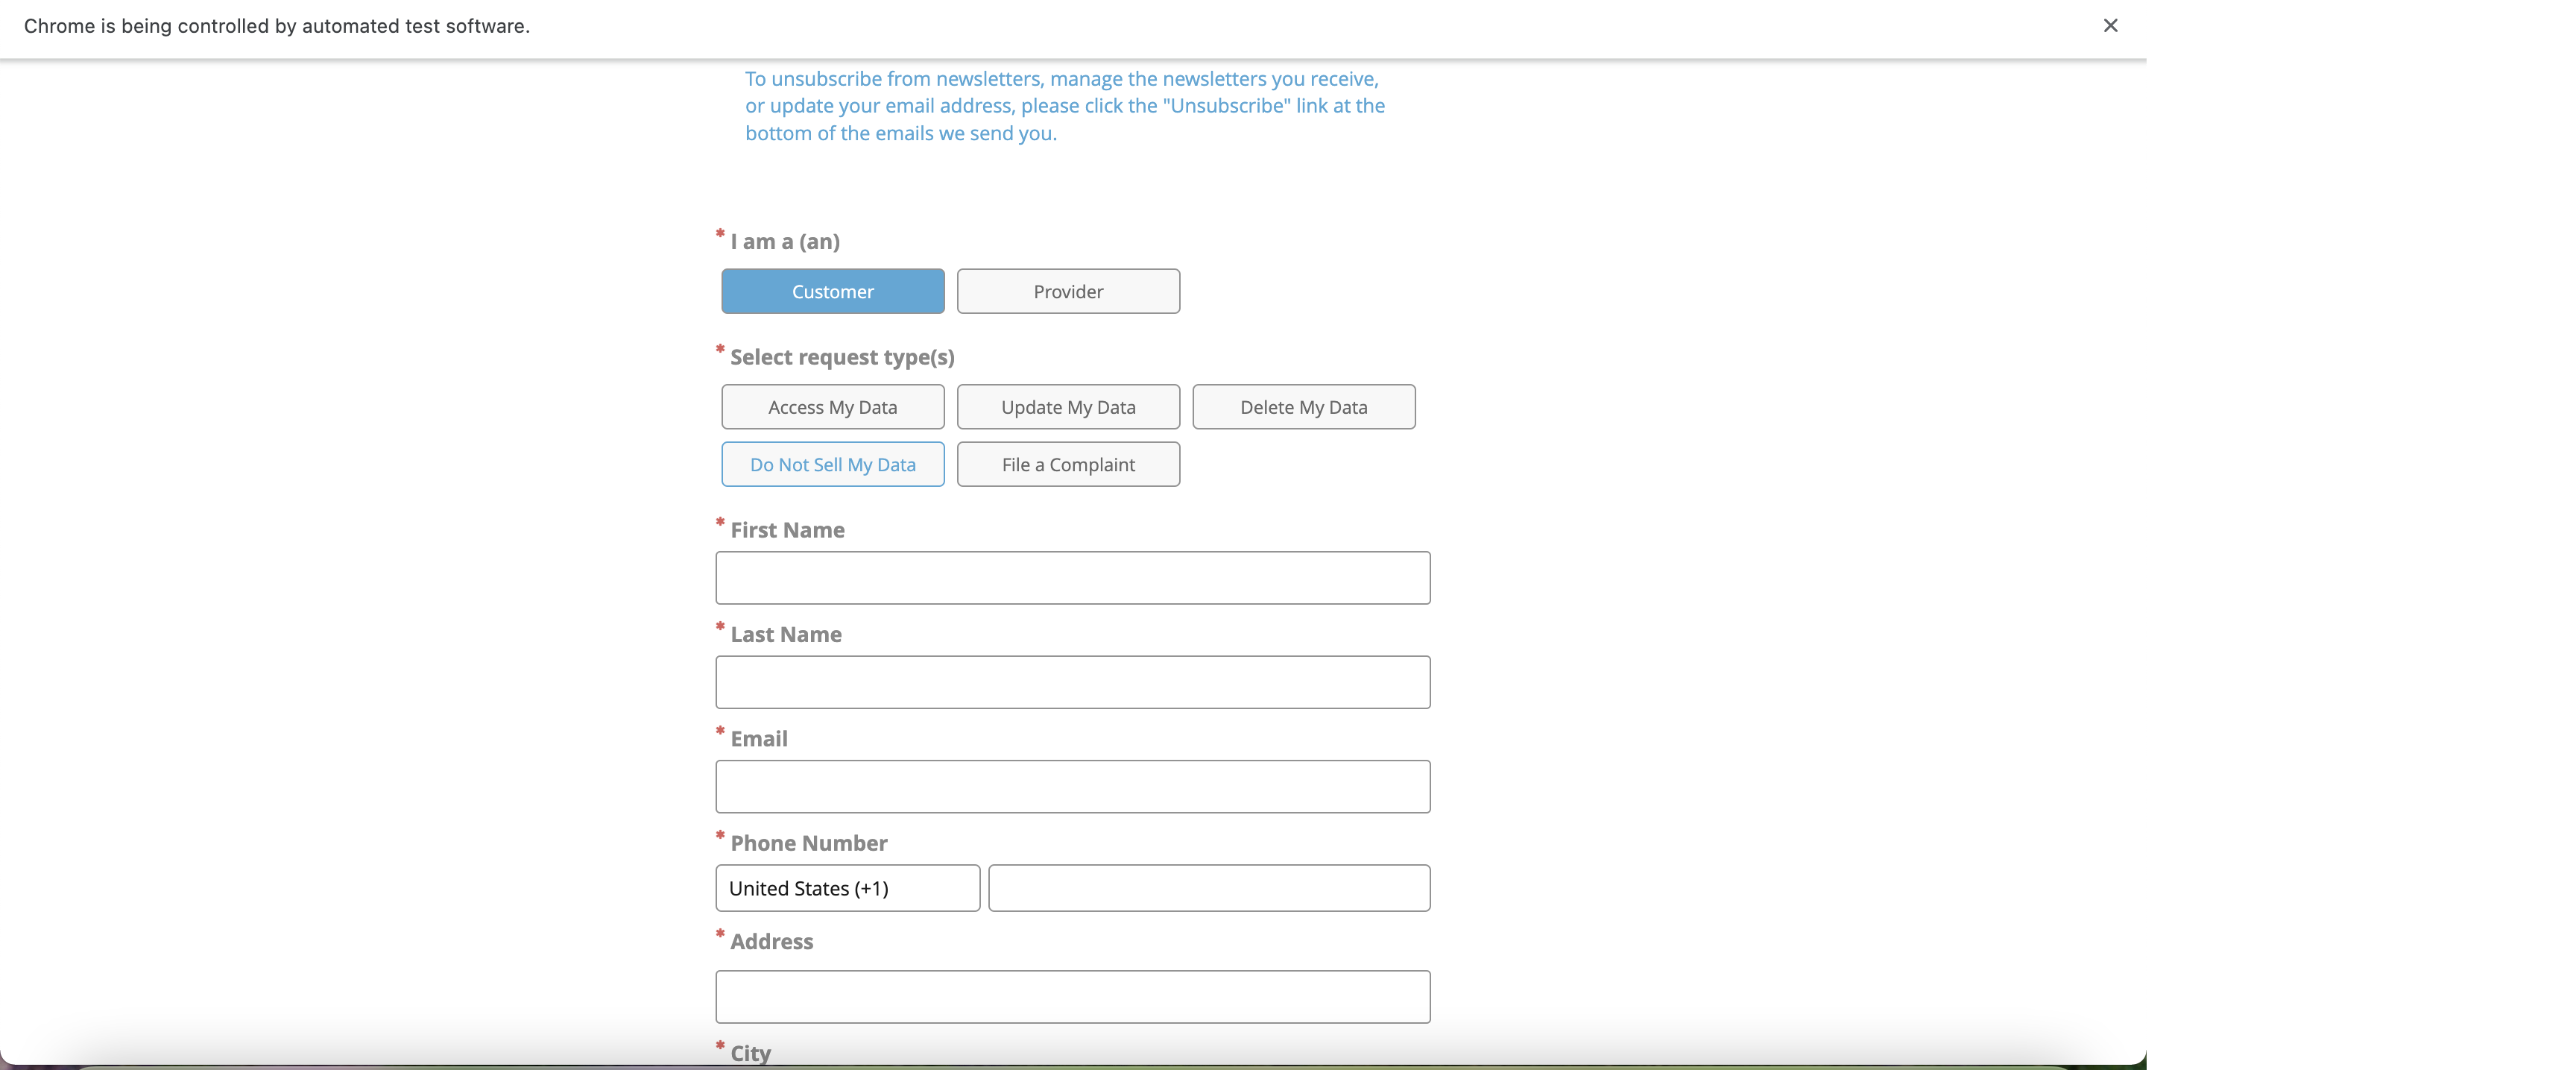 Chrome is being controlled by automated test software.
To unsubscribe from newsletters, manage the newsletters you receive,
or update your email address, please click the "Unsubscribe" link at the
bottom of the emails we send you.
* I am a (an)
Customer Provider
* Select request type(s)
Access My Data Update My Data Delete My Data
Do Not Sell My Data File a Complaint
* First Name
* Last Name
* Email
* Phone Number
United States (+1)
* Address
* City